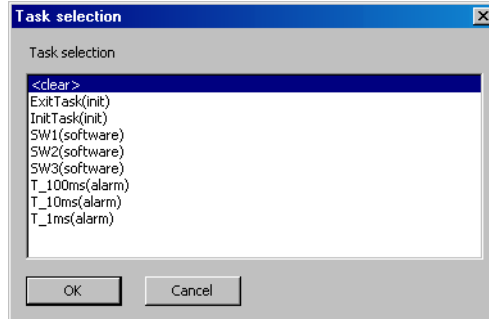 Task selection
Task selection
<clear>
ExitTask(init)
InitTask(init)
SW1(software)
SW2(software)
SW3(software)
T_100ms(alarm)
T_10ms(alarm)
T_1ms(alarm)
OK
Cancel